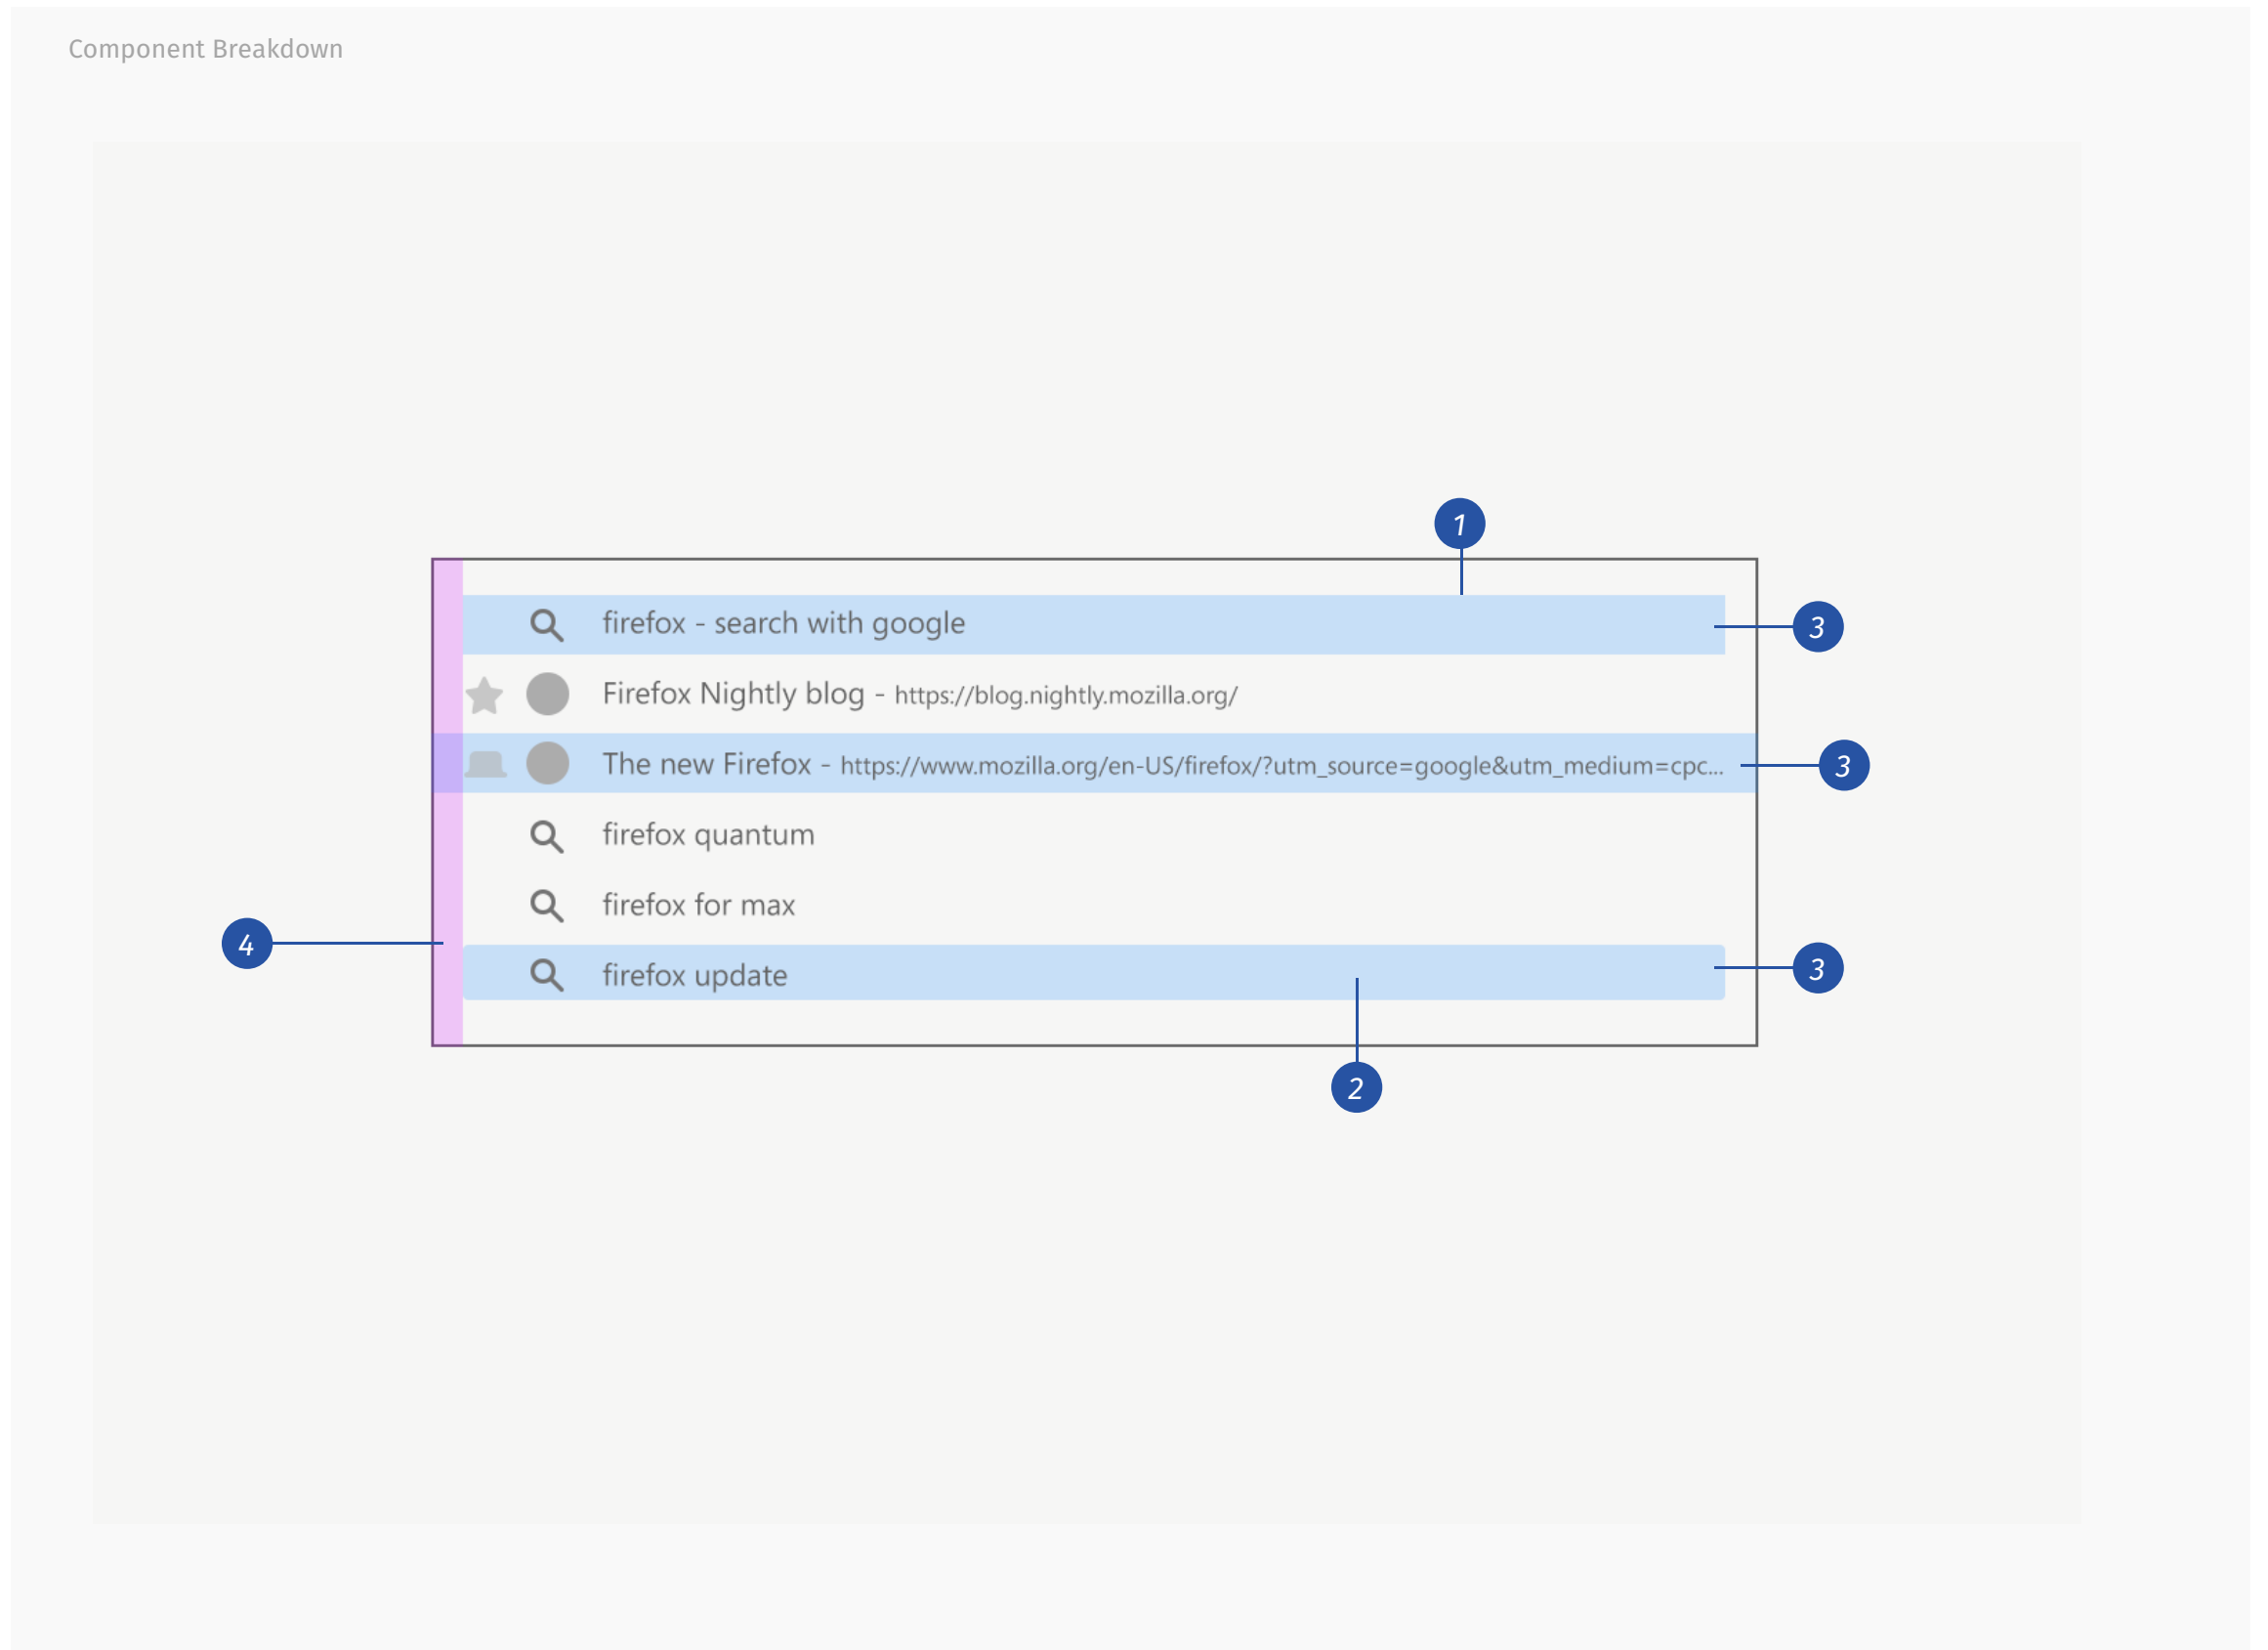 Component Breakdown
1
firefox - search with google
3
Firefox Nightly blog - https://blog.nightly.mozilla.org/
The new Firefox - https://www.mozilla.org/en-US/firefox/?utm_source=google&utm_medium=cpc...
3
firefox quantum
firefox for max
4
firefox update
3
2